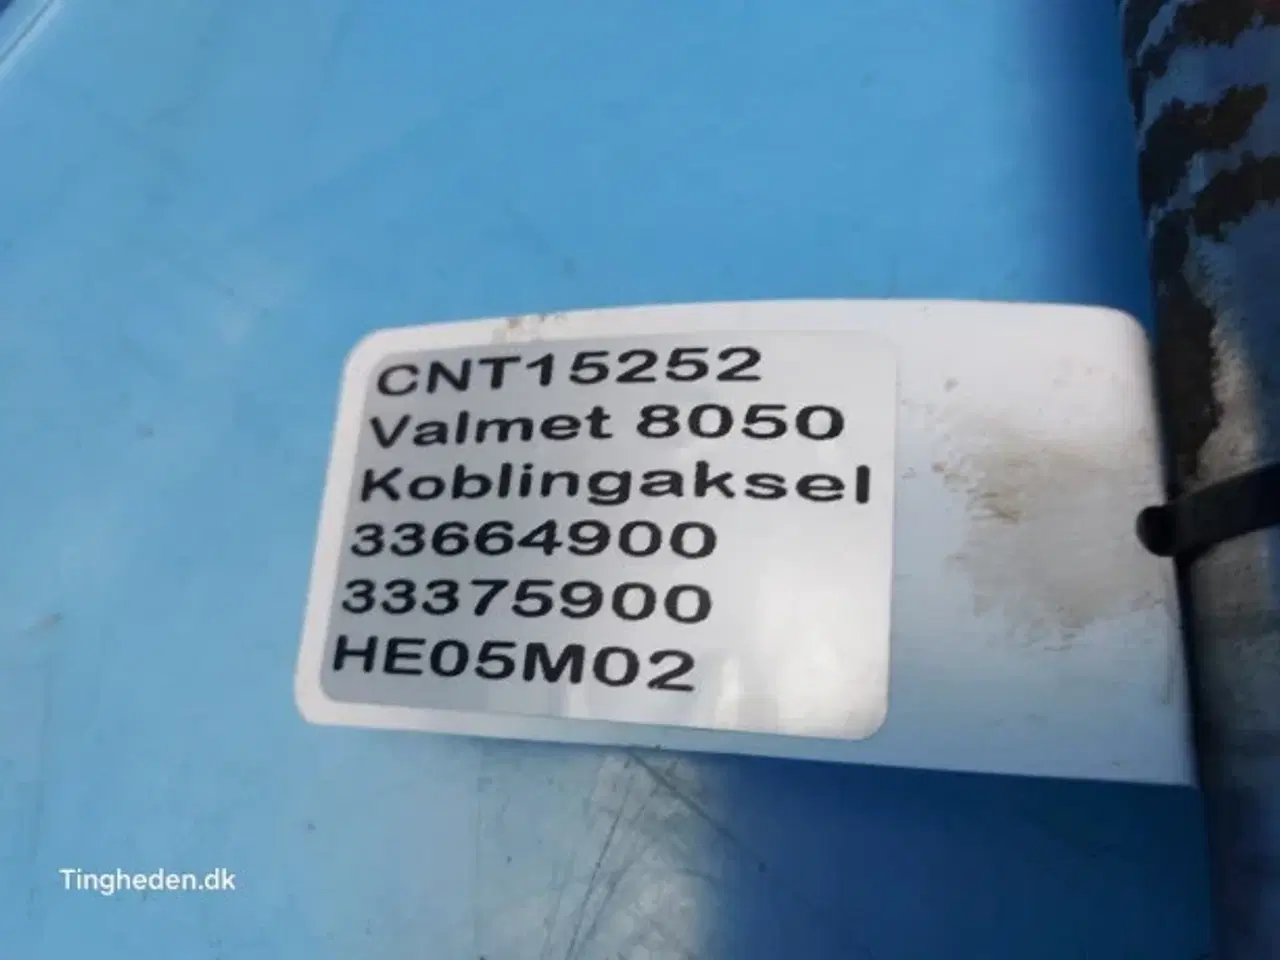 CNT15252
Valmet 8050
Koblingaksel
33664900
33375900
HE05M02
Tingheden.dk